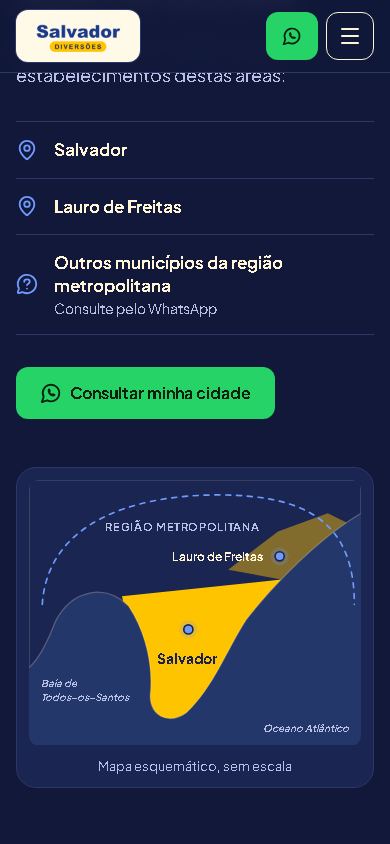 Salvador
DIVERSÕES
estabelecimentos destas áreas:
Salvador
Lauro de Freitas
Outros municípios da região
metropolitana
Consulte pelo WhatsApp
Consultar minha cidade
REGIÃO METROPOLITANA
Lauro de Freitas
Salvador
Baía de
Todos-os-Santos
Oceano Atlântico
Mapa esquemático, sem escala